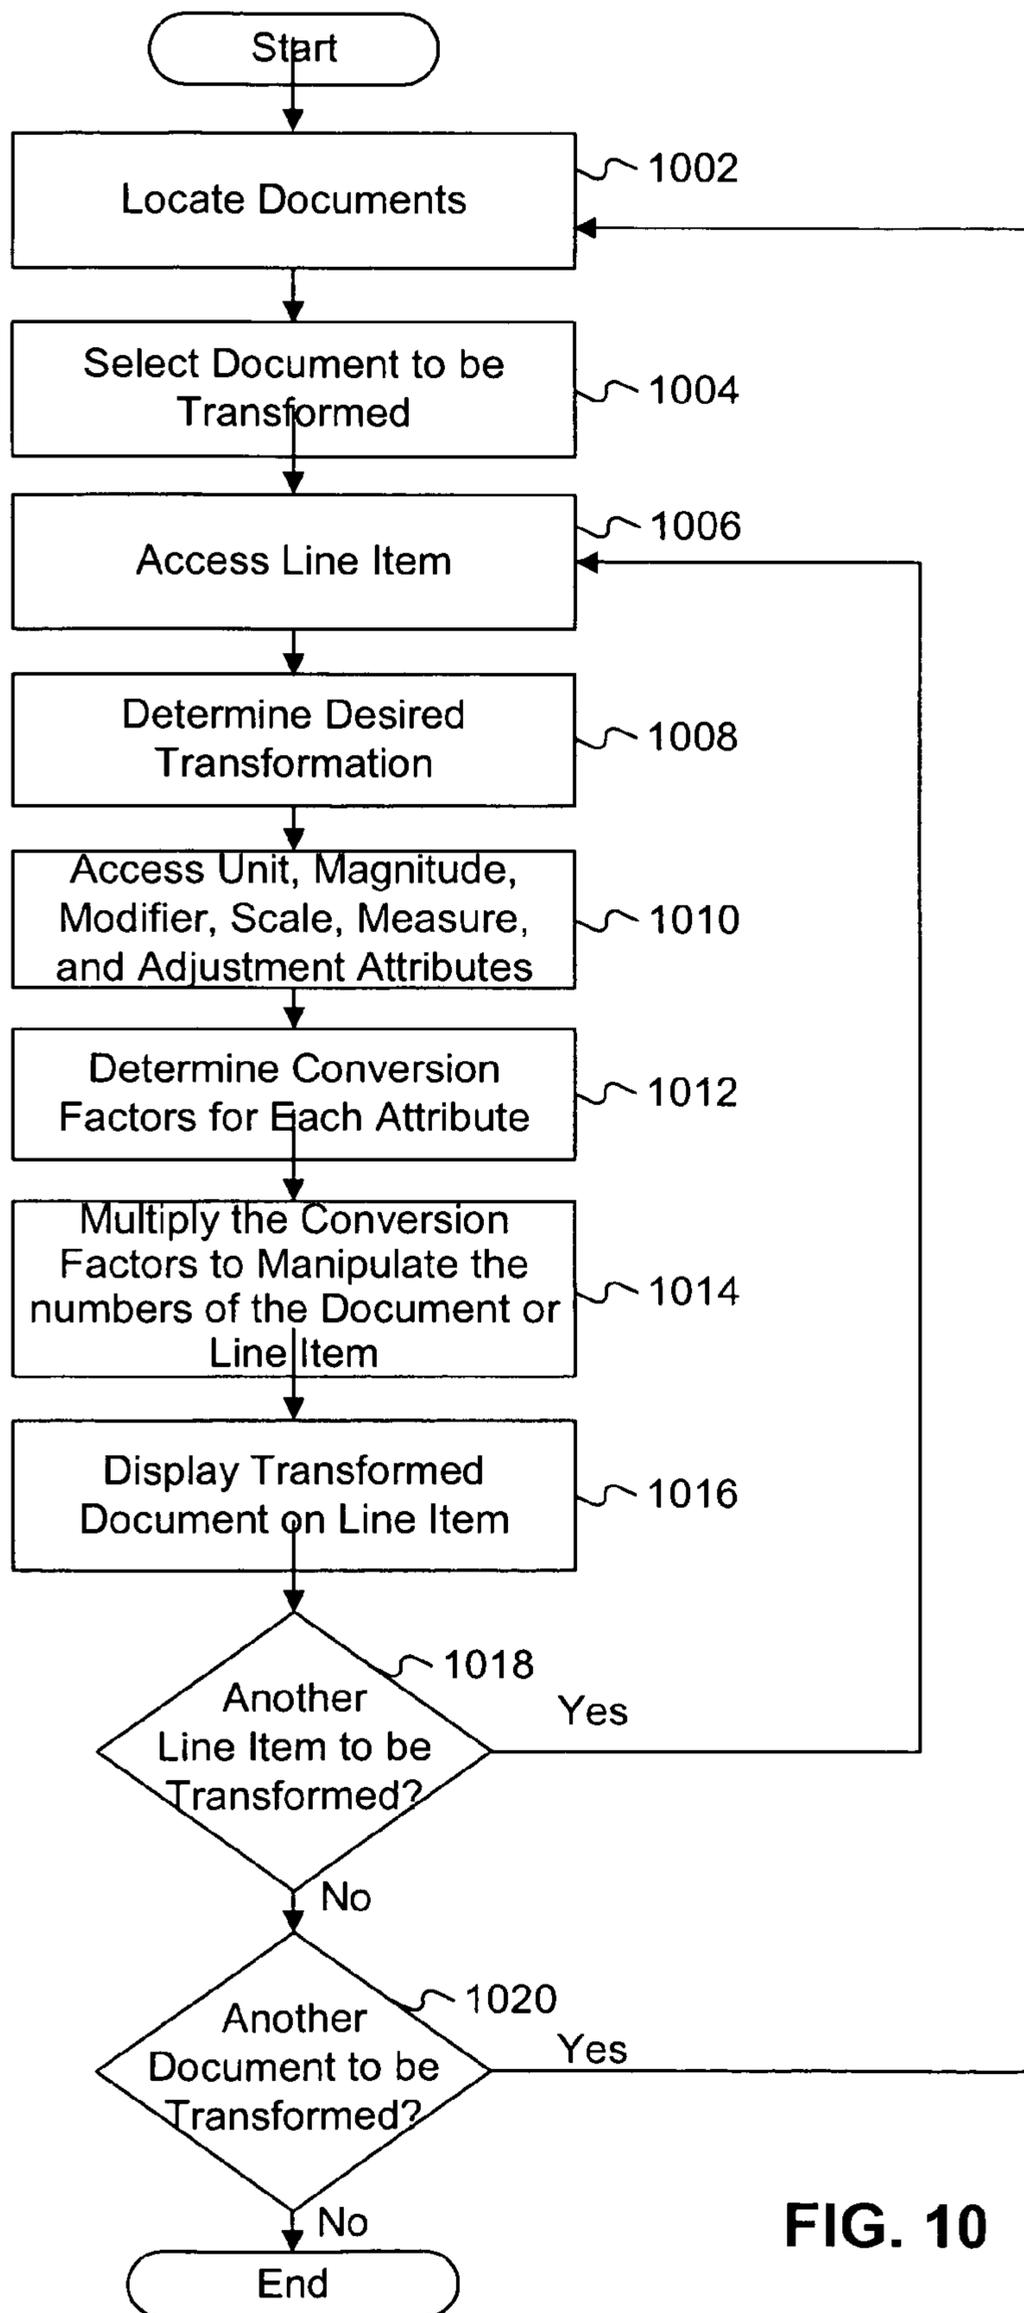 Start
Locate Documents
1002
Select Document to be
Transformed
1004
Access Line Item
1006
Determine Desired
Transformation
1008
Access Unit, Magnitude,
Modifier, Scale, Measure,
and Adjustment Attributes
1010
Determine Conversion
Factors for Each Attribute
1012
Multiply the Conversion
Factors to Manipulate the
numbers of the Document or
Line Item
1014
Display Transformed
Document on Line Item
1016
Another
Line Item to be
Transformed?
1018
Yes
No
Another
Document to be
Transformed?
1020
Yes
No
End
FIG. 10